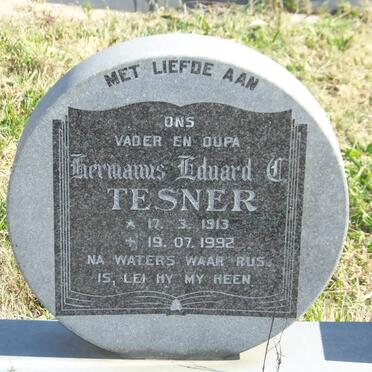 MET LIEFDE AAN
ONS
VADER EN OUPA
Hermanus Eduard C
TESNER
* 17. 3. 1913
19. 07. 1992
NA WATERS WAAR RUS
IS, LEI HY MY HEEN